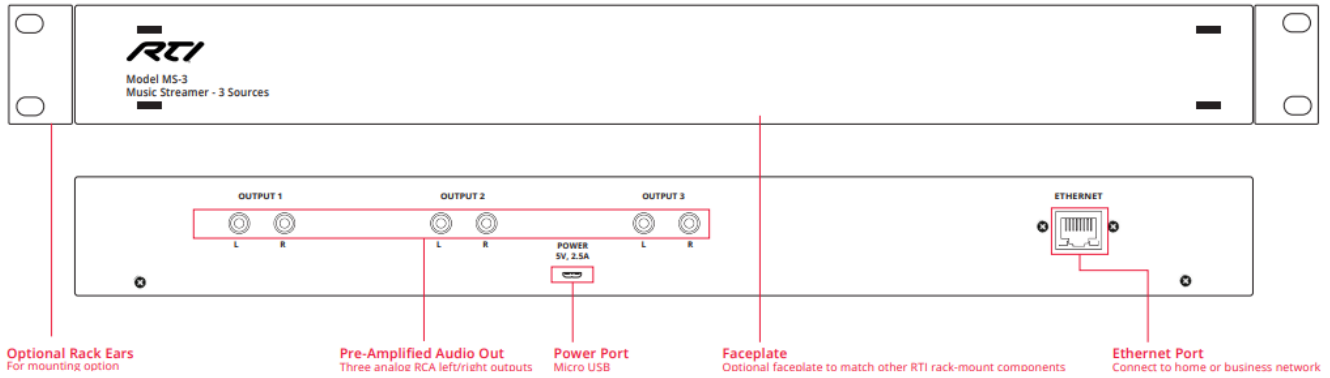 RTI
Model MS-3
Music Streamer - 3 Sources
OUTPUT 1
OUTPUT 2
OUTPUT 3
ETHERNET
L
R
L
R
L
R
POWER
5V, 2.5A
Optional Rack Ears
For mounting option
Pre-Amplified Audio Out
Three analog RCA left/right outputs
Power Port
Micro USB
Faceplate
Optional faceplate to match other RTI rack-mount components
Ethernet Port
Connect to home or business network